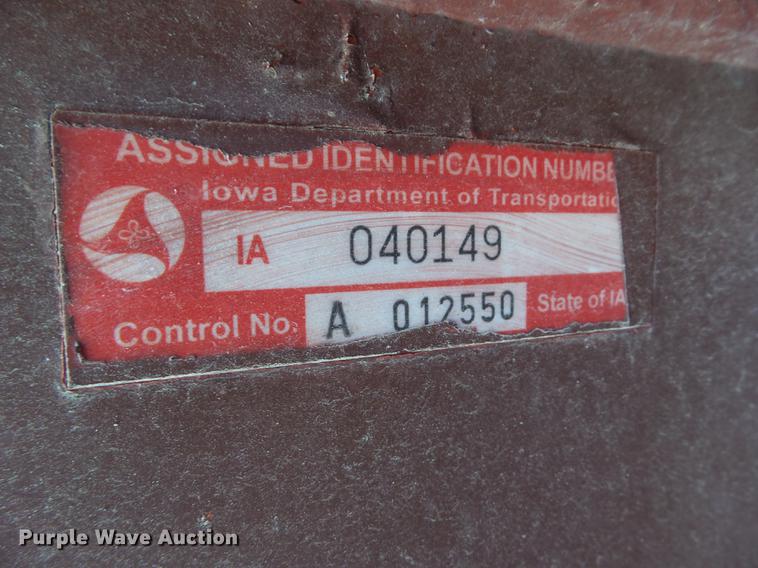 ASSIGNED IDENTIFICATION NUMBE
Iowa Department of Transportatio
IA 040149
Control No. A 012550 State of IA
Purple Wave Auction